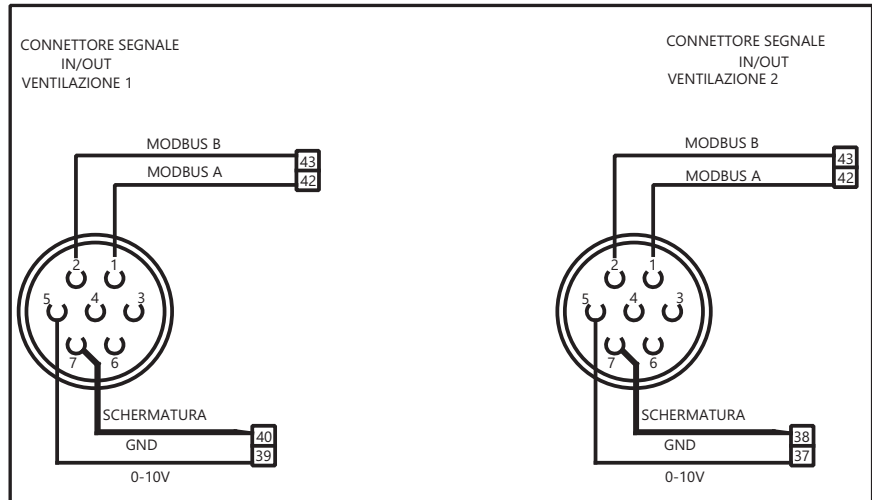 CONNETTORE SEGNALE
IN/OUT
VENTILAZIONE 1
MODBUS B
43
MODBUS A
42
2
1
5
4
3
7
6
SCHERMATURA
40
GND
39
0-10V
CONNETTORE SEGNALE
IN/OUT
VENTILAZIONE 2
MODBUS B
43
MODBUS A
42
2
1
5
4
3
7
6
SCHERMATURA
38
GND
37
0-10V